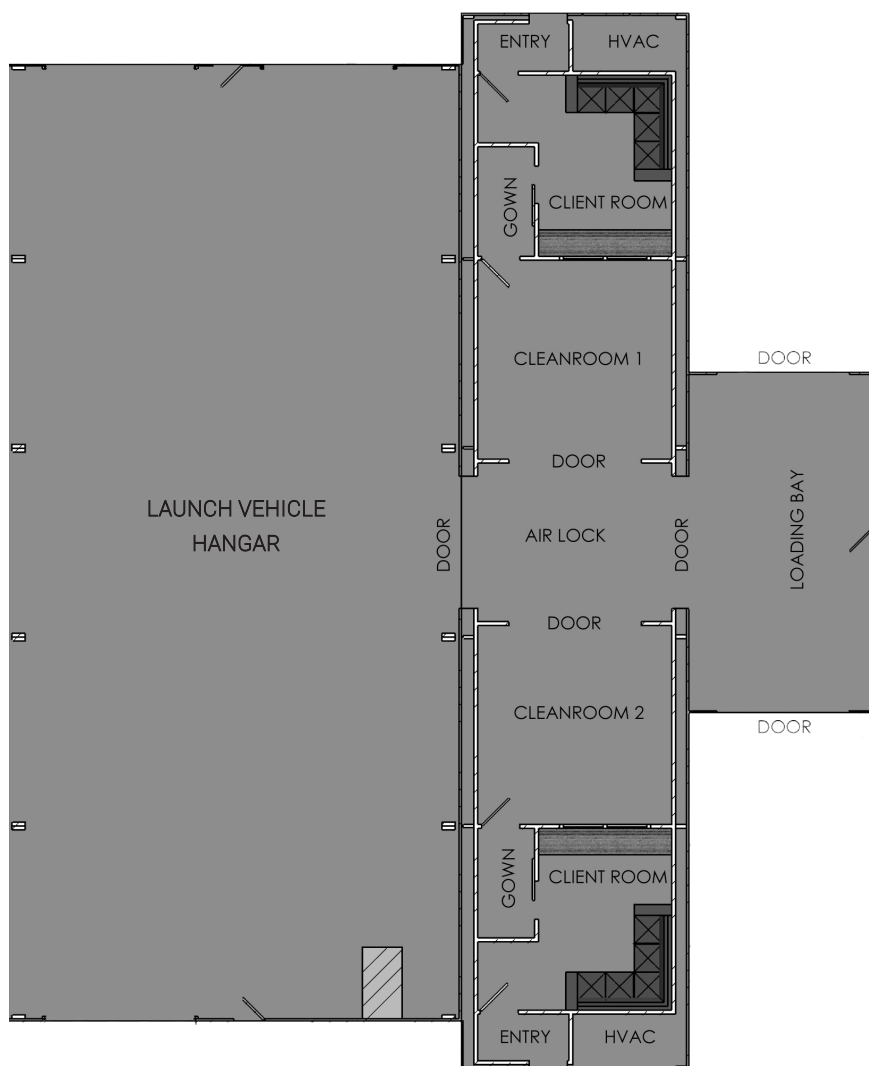 ENTRY
HVAC
GOWN
CLIENT ROOM
CLEANROOM 1
DOOR
DOOR
LAUNCH VEHICLE
HANGAR
DOOR
AIR LOCK
DOOR
LOADING BAY
DOOR
CLEANROOM 2
DOOR
GOWN
CLIENT ROOM
ENTRY
HVAC